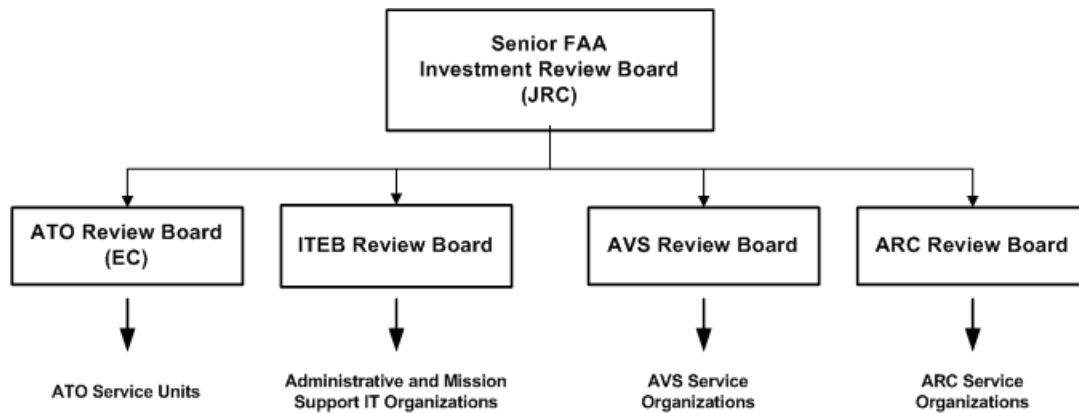 Senior FAA
Investment Review Board
(JRC)
ATO Review Board
(EC)
ITEB Review Board
AVS Review Board
ARC Review Board
ATO Service Units
Administrative and Mission
Support IT Organizations
AVS Service
Organizations
ARC Service
Organizations